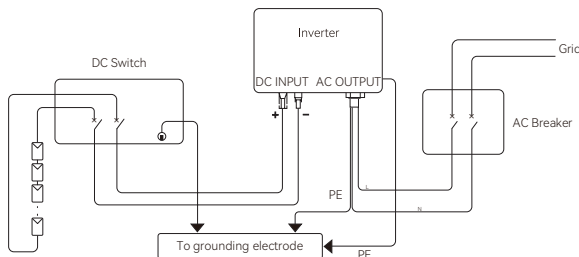 Inverter
Grid
DC Switch
DC INPUT AC OUTPUT
+ −
AC Breaker
PE
L
N
To grounding electrode
PE